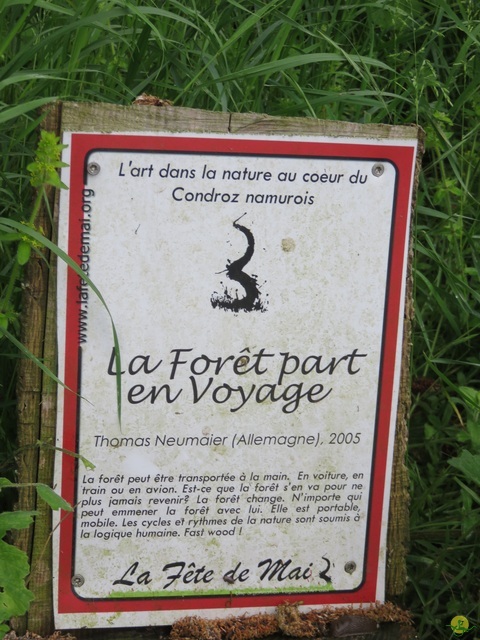 L'art dans la nature au coeur du
Condroz namurois
www.lafetedemai.org
La Forêt part
en Voyage
Thomas Neumaier (Allemagne), 2005
La forêt peut être transportée à la main. En voiture, en
train ou en avion. Est-ce que la forêt s'en va pour ne
plus jamais revenir? La forêt change. N'importe qui
peut emmener la forêt avec lui. Elle est portable,
mobile. Les cycles et rythmes de la nature sont soumis à
la logique humaine. Fast wood !
La Fête de Mai